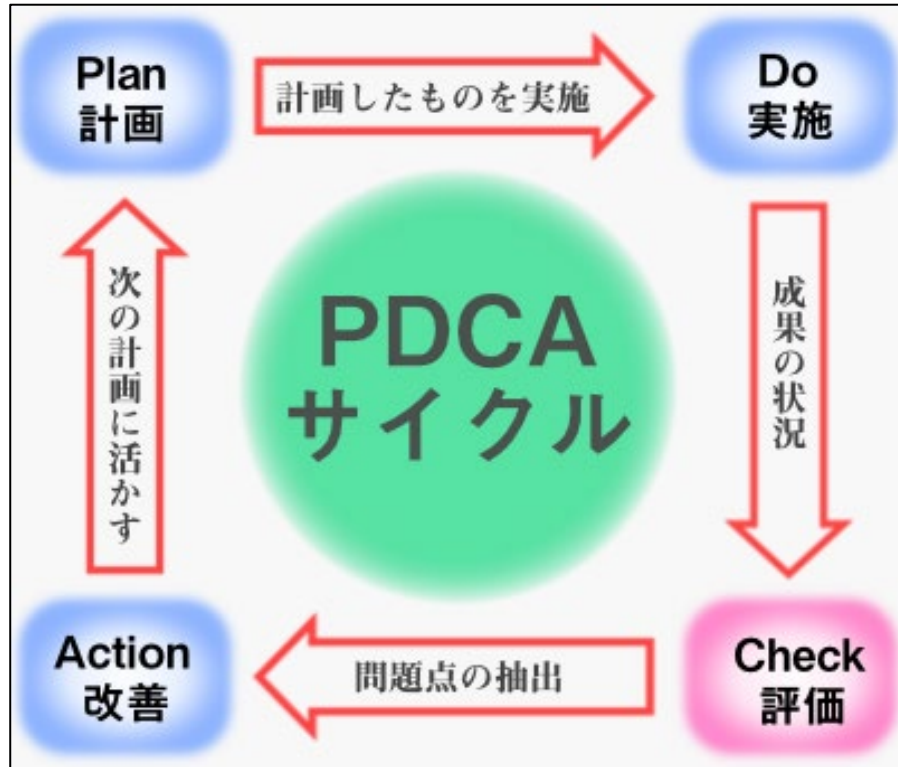 Plan
計画
計画したものを実施
Do
実施
成果の状況
Check
評価
問題点の抽出
Action
改善
次の計画に活かす
PDCA
サイクル